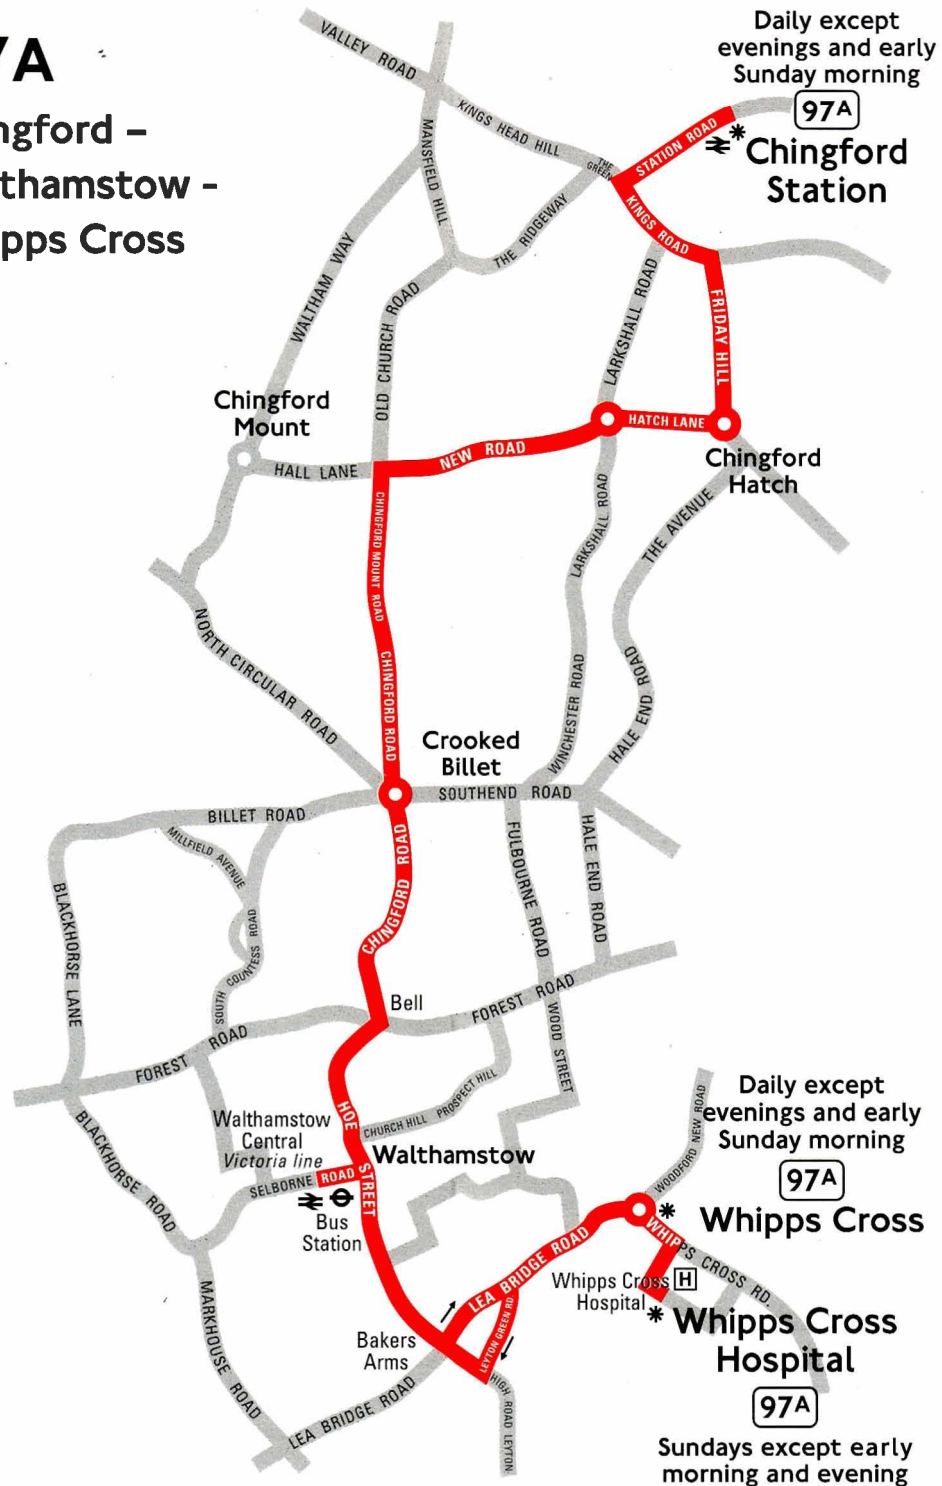 /A
ngford –
lthamstow -
ipps Cross
Daily except
evenings and early
Sunday morning
97A
Chingford
Station
VALLEY ROAD
KINGS HEAD HILL
THE
GREEN
STATION ROAD
MANSFIELD HILL
THE RIDGEWAY
KINGS ROAD
WALTHAM WAY
OLD CHURCH ROAD
LARKSHALL ROAD
FRIDAY HILL
Chingford
Mount
HALL LANE
NEW ROAD
HATCH LANE
Chingford
Hatch
CHINGFORD MOUNT ROAD
LARKSHALL ROAD
THE AVENUE
NORTH CIRCULAR ROAD
CHINGFORD ROAD
WINCHESTER ROAD
HALE END ROAD
Crooked
Billet
SOUTHEND ROAD
BILLET ROAD
MILLFIELD AVENUE
CHINGFORD ROAD
FULBOURNE ROAD
HALE END ROAD
BLACKHORSE LANE
SOUTH COUNTESS ROAD
Bell
FOREST ROAD
FOREST ROAD
WOOD STREET
HOE STREET
CHURCH HILL
PROSPECT HILL
Walthamstow
Central
Victoria line
Walthamstow
SELBORNE ROAD
Bus
Station
BLACKHORSE ROAD
WOODFORD NEW ROAD
Daily except
evenings and early
Sunday morning
97A
Whipps Cross
WHIPPS CROSS RD.
LEA BRIDGE ROAD
Whipps Cross H
Hospital
Whipps Cross
Hospital
97A
Sundays except early
morning and evening
LEYTON GREEN RD.
Bakers
Arms
MARKHOUSE ROAD
LEA BRIDGE ROAD
HIGH ROAD LEYTON